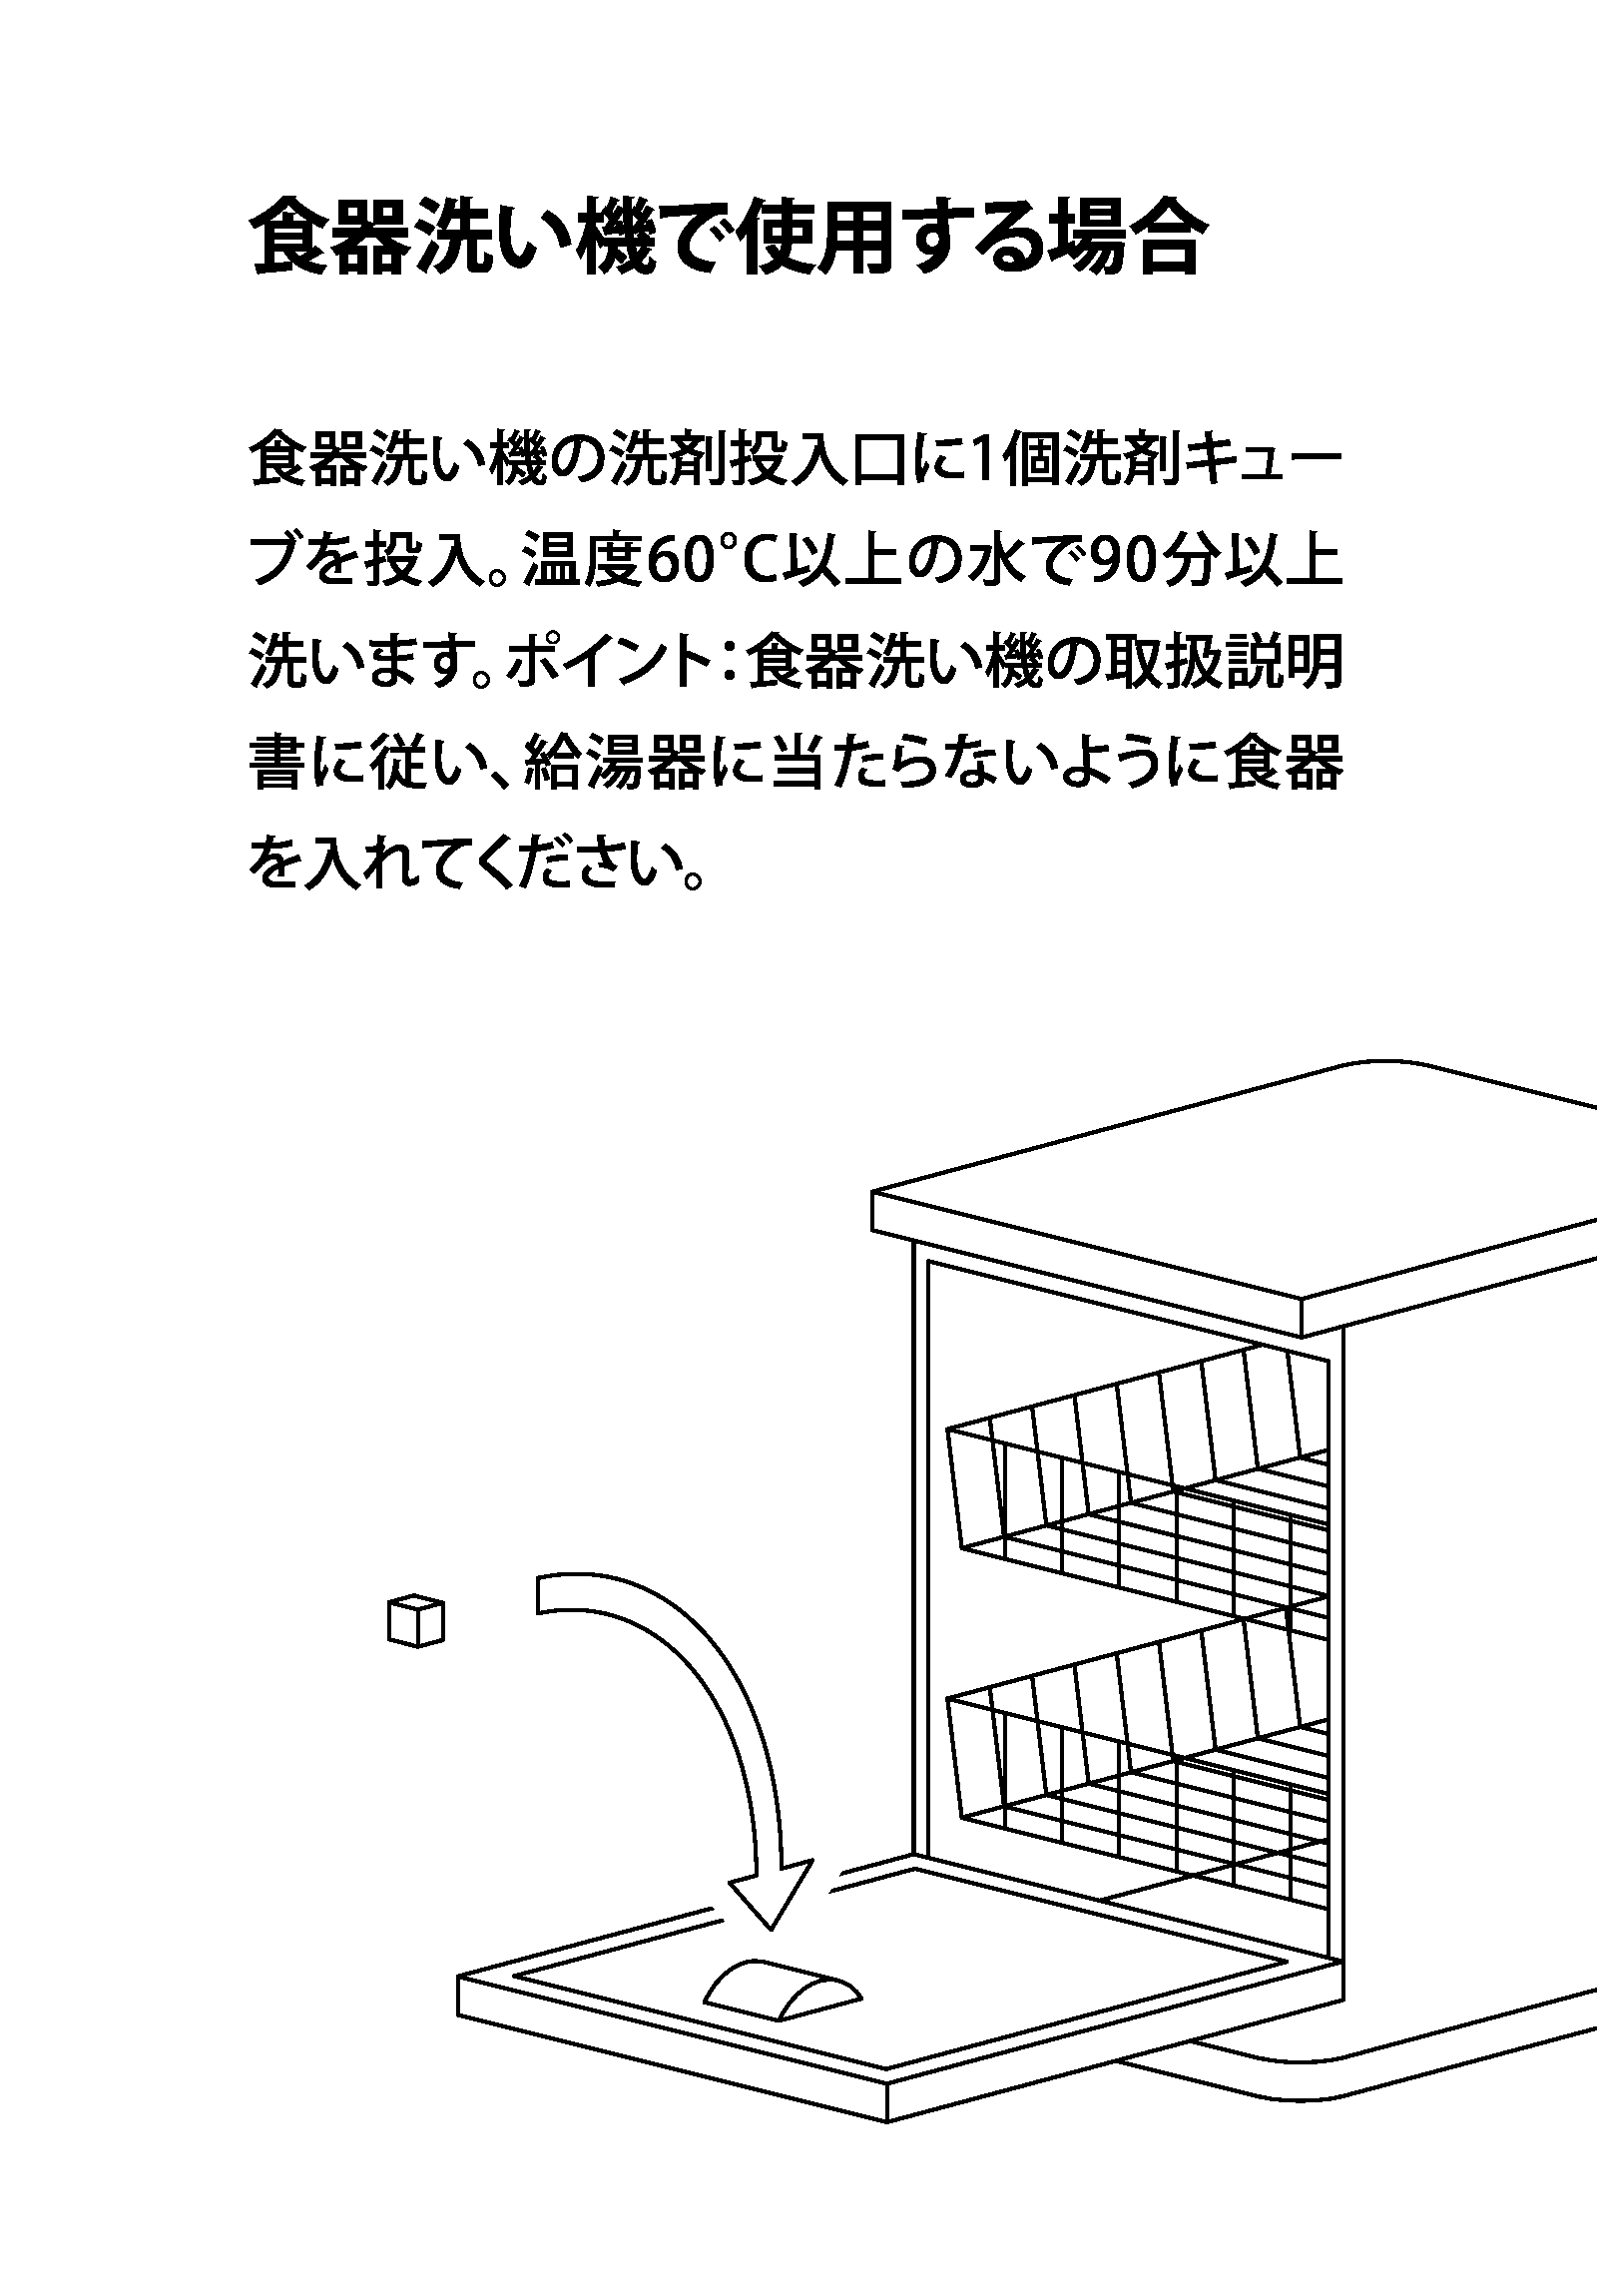 食器洗い機で使用する場合
食器洗い機の洗剤投入口に1個洗剤キュー
ブを投入。温度60°C以上の水で90分以上
洗います。ポイント：食器洗い機の取扱説明
書に従い、給湯器に当たらないように食器
を入れてください。